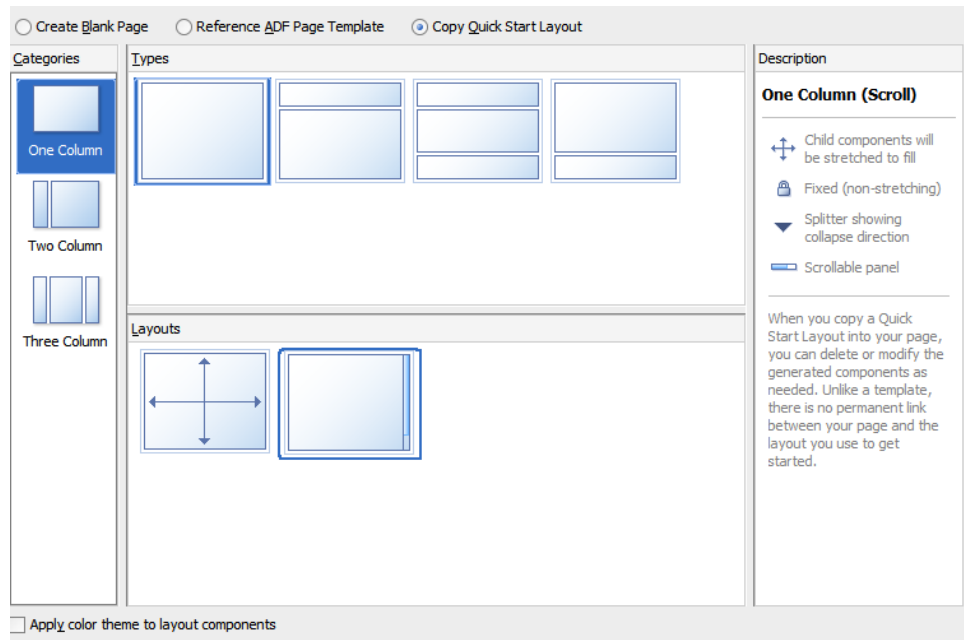 Create Blank Page Reference ADF Page Template Copy Quick Start Layout
Categories
One Column
Two Column
Three Column
Types
Layouts
Description
One Column (Scroll)
Child components will
be stretched to fill
Fixed (non-stretching)
Splitter showing
collapse direction
Scrollable panel
When you copy a Quick
Start Layout into your page,
you can delete or modify the
generated components as
needed. Unlike a template,
there is no permanent link
between your page and the
layout you use to get
started.
Apply color theme to layout components